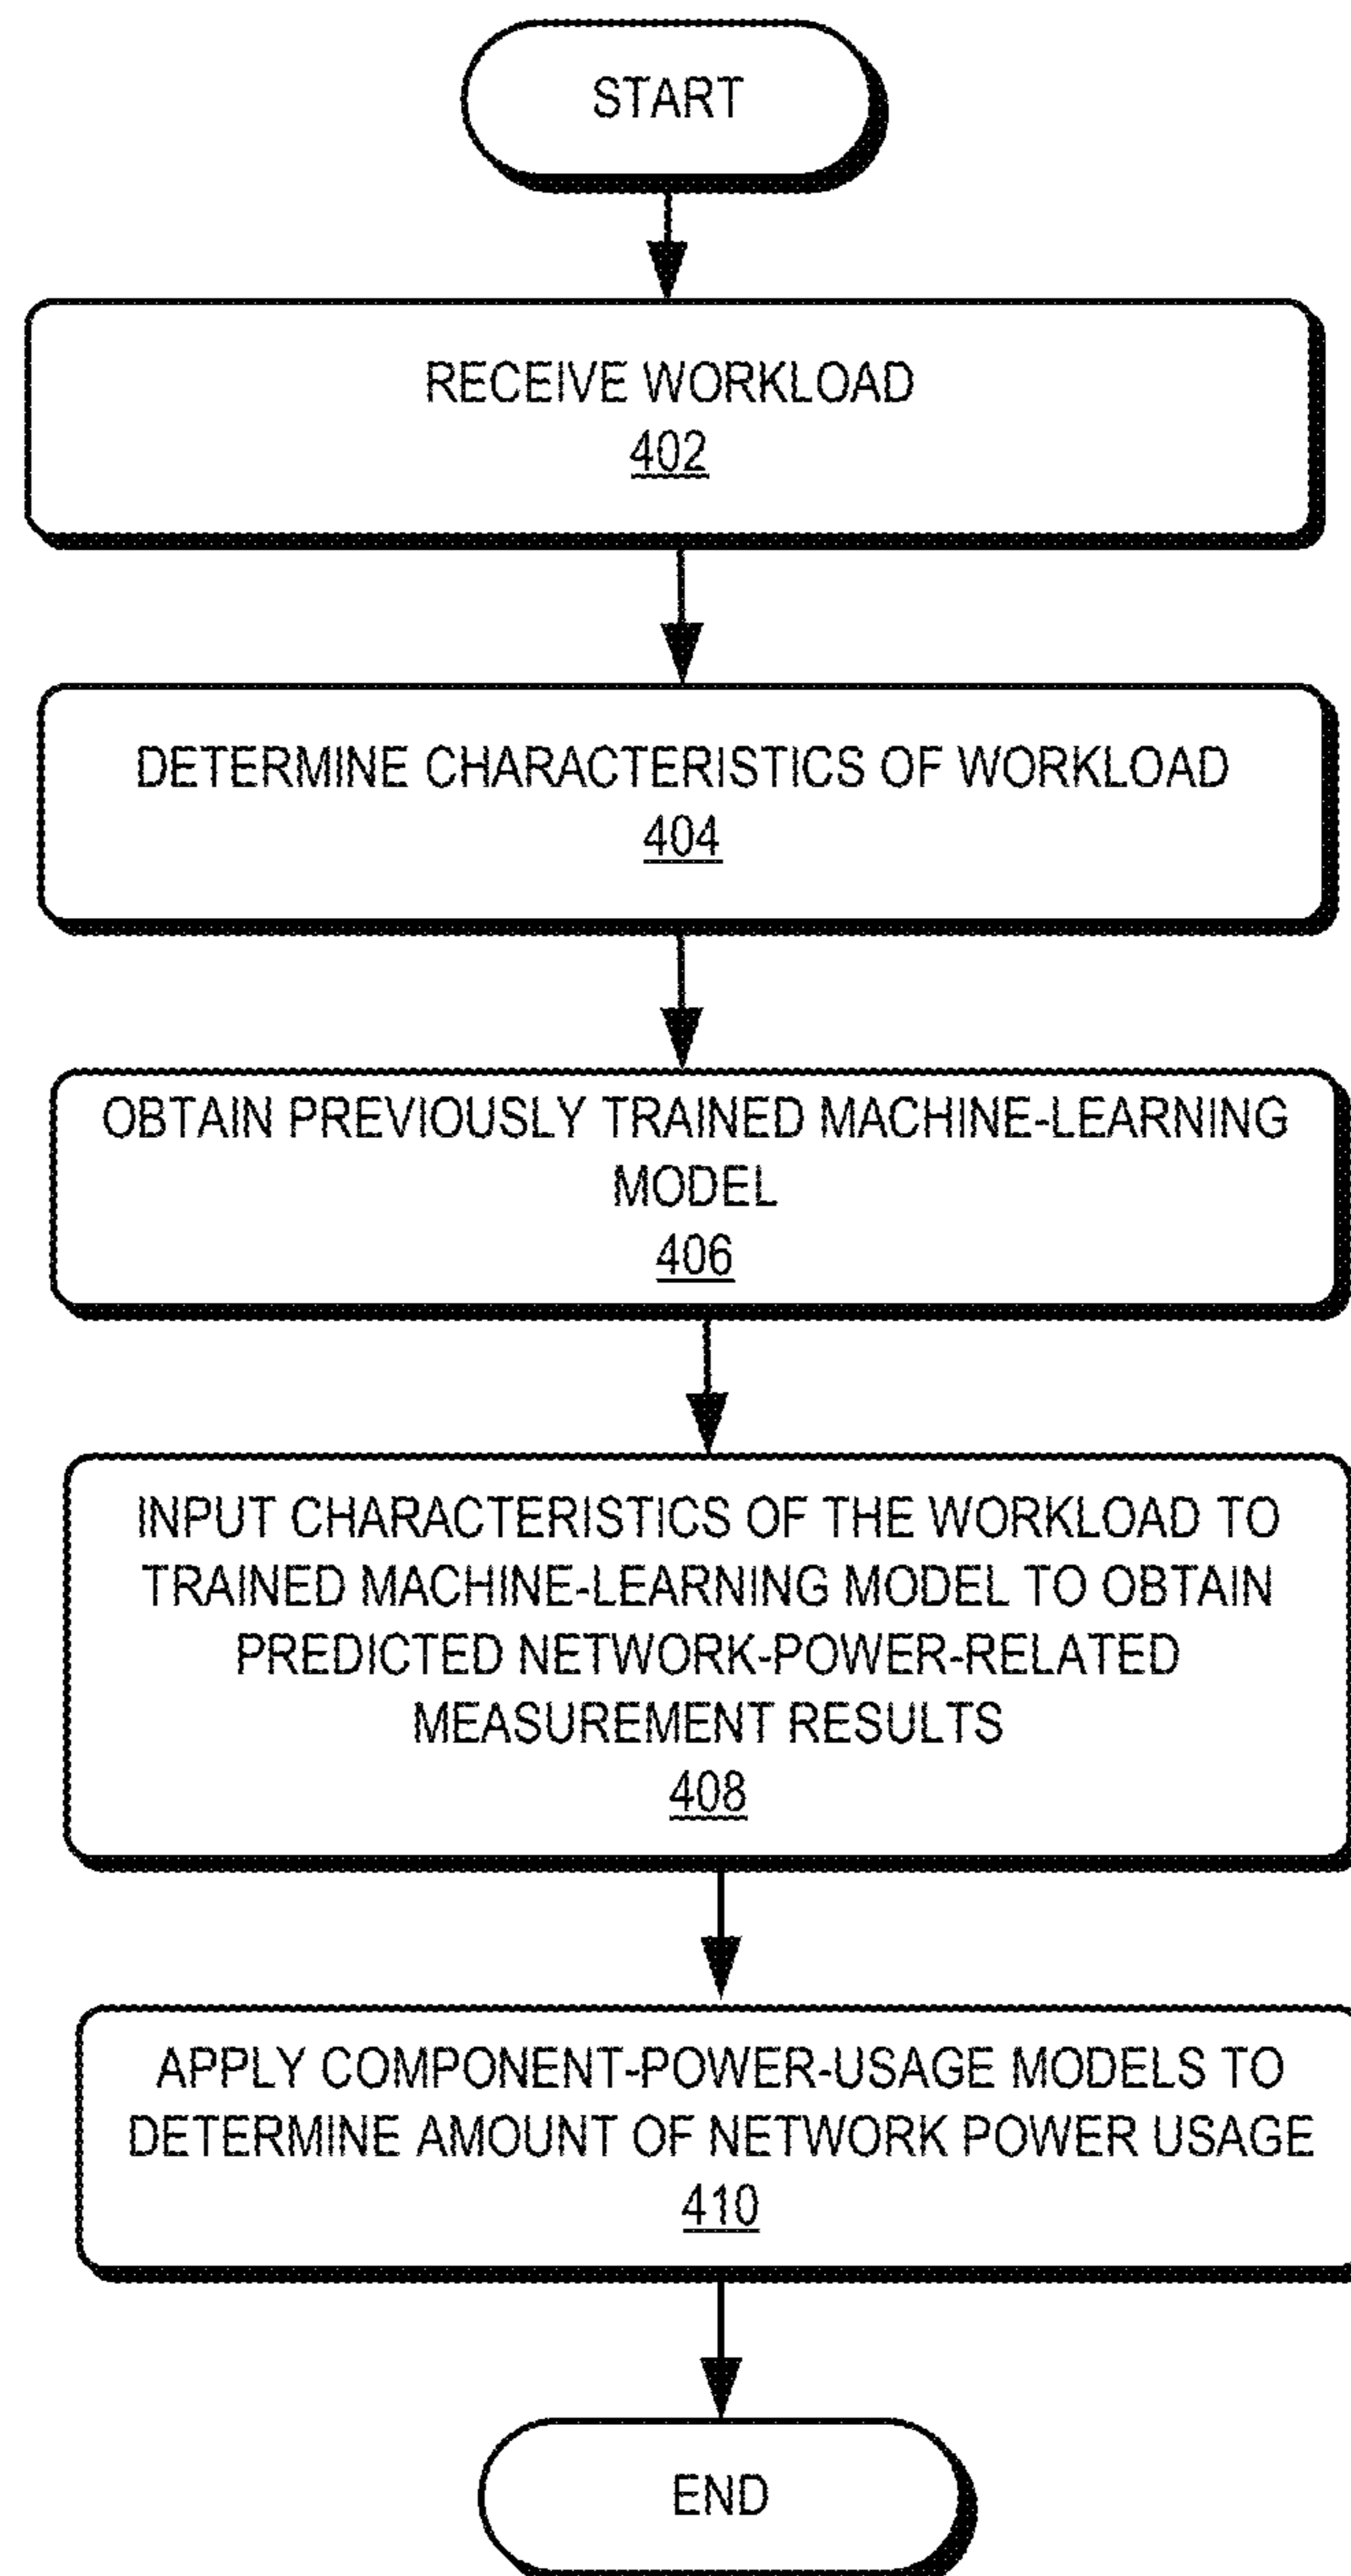 START
RECEIVE WORKLOAD
402
DETERMINE CHARACTERISTICS OF WORKLOAD
404
OBTAIN PREVIOUSLY TRAINED MACHINE-LEARNING
MODEL
406
INPUT CHARACTERISTICS OF THE WORKLOAD TO
TRAINED MACHINE-LEARNING MODEL TO OBTAIN
PREDICTED NETWORK-POWER-RELATED
MEASUREMENT RESULTS
408
APPLY COMPONENT-POWER-USAGE MODELS TO
DETERMINE AMOUNT OF NETWORK POWER USAGE
410
END